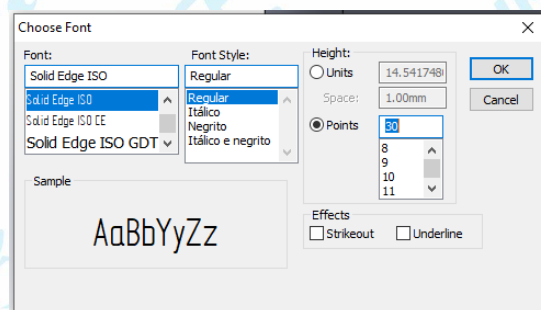 Choose Font
Font:
Solid Edge ISO
Solid Edge ISO
Solid Edge ISO CE
Solid Edge ISO GDT
Font Style:
Regular
Regular
Itálico
Negrito
Itálico e negrito
Height:
Units
14.541748
Space:
1.00mm
Points
30
8
9
10
11
OK
Cancel
Sample
AaBbYyZz
Effects
Strikeout
Underline